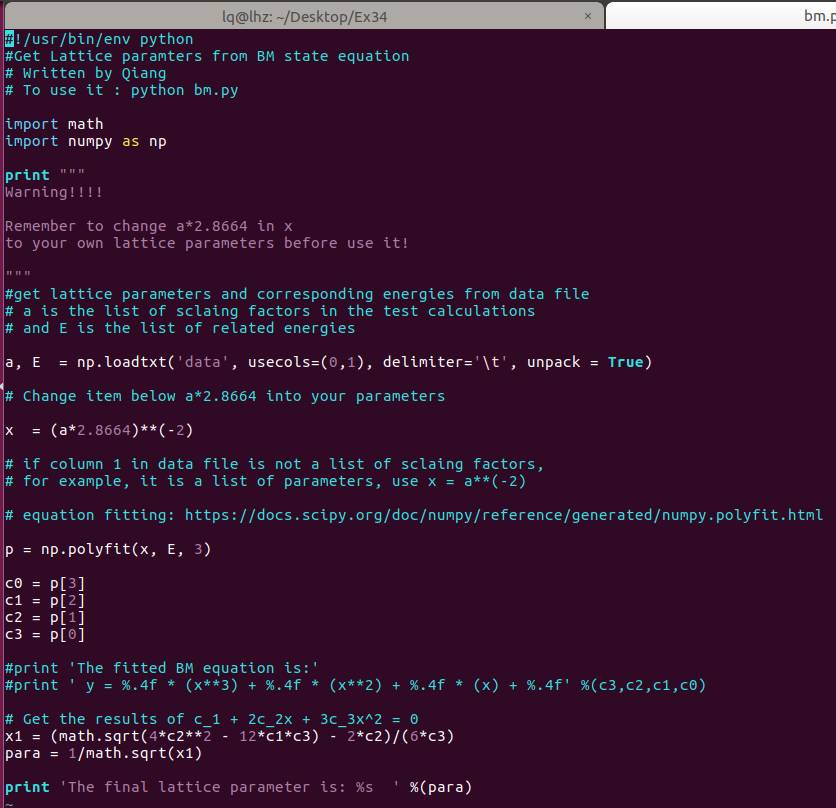 lq@lhz: ~/Desktop/Ex34 × bm.p
#!/usr/bin/env python
#Get Lattice paramters from BM state equation
# Written by Qiang
# To use it : python bm.py
import math
import numpy as np
print """
Warning!!!!
Remember to change a*2.8664 in x
to your own lattice parameters before use it!
"""
#get lattice parameters and corresponding energies from data file
# a is the list of sclaing factors in the test calculations
# and E is the list of related energies
a, E  = np.loadtxt('data', usecols=(0,1), delimiter='\t', unpack = True)
# Change item below a*2.8664 into your parameters
x  = (a*2.8664)**(-2)
# if column 1 in data file is not a list of sclaing factors,
# for example, it is a list of parameters, use x = a**(-2)
# equation fitting: https://docs.scipy.org/doc/numpy/reference/generated/numpy.polyfit.html
p = np.polyfit(x, E, 3)
c0 = p[3]
c1 = p[2]
c2 = p[1]
c3 = p[0]
#print 'The fitted BM equation is:'
#print ' y = %.4f * (x**3) + %.4f * (x**2) + %.4f * (x) + %.4f' %(c3,c2,c1,c0)
# Get the results of c_1 + 2c_2x + 3c_3x^2 = 0
x1 = (math.sqrt(4*c2**2 - 12*c1*c3) - 2*c2)/(6*c3)
para = 1/math.sqrt(x1)
print 'The final lattice parameter is: %s  ' %(para)
~